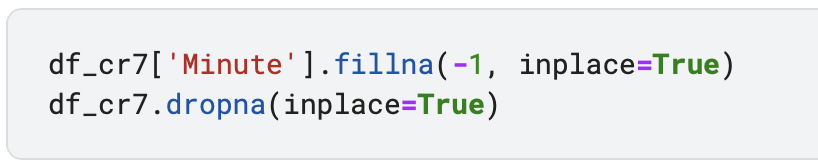 df_cr7['Minute'].fillna(-1, inplace=True)
df_cr7.dropna(inplace=True)